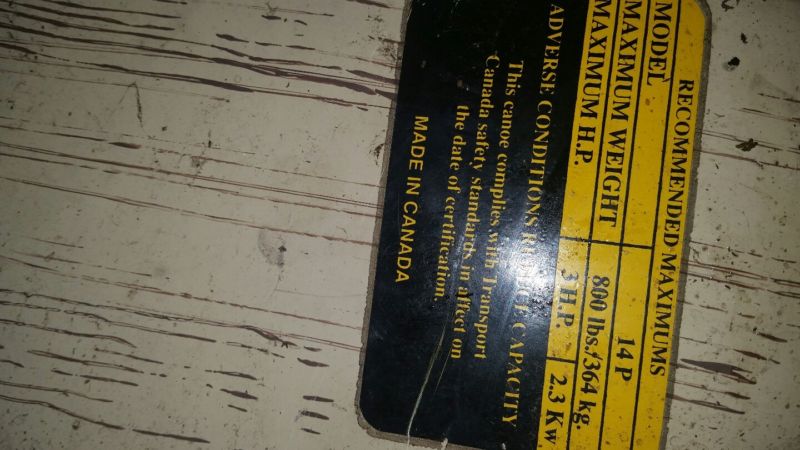 RECOMMENDED MAXIMUMS
MODEL 14 P
MAXIMUM WEIGHT 800 lbs./364 kg.
MAXIMUM H.P. 3 H.P. 2.3 Kw
ADVERSE CONDITIONS REDUCE CAPACITY
This canoe complies with Transport
Canada safety standards in affect on
the date of certification.
MADE IN CANADA